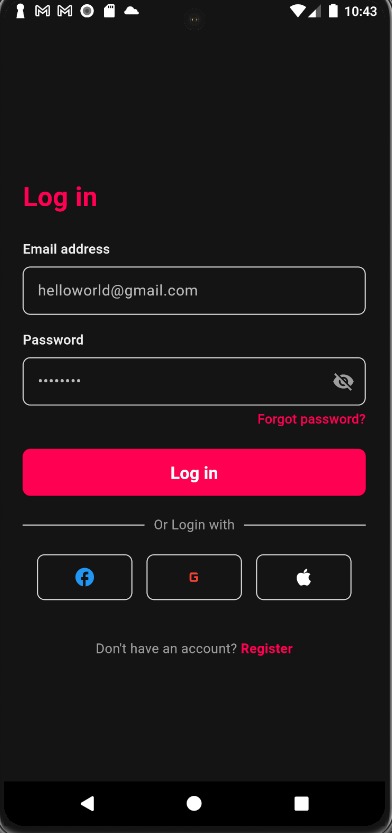 10:43
Log in
Email address
helloworld@gmail.com
Password
••••••••
Forgot password?
Log in
Or Login with
G
Don't have an account? Register